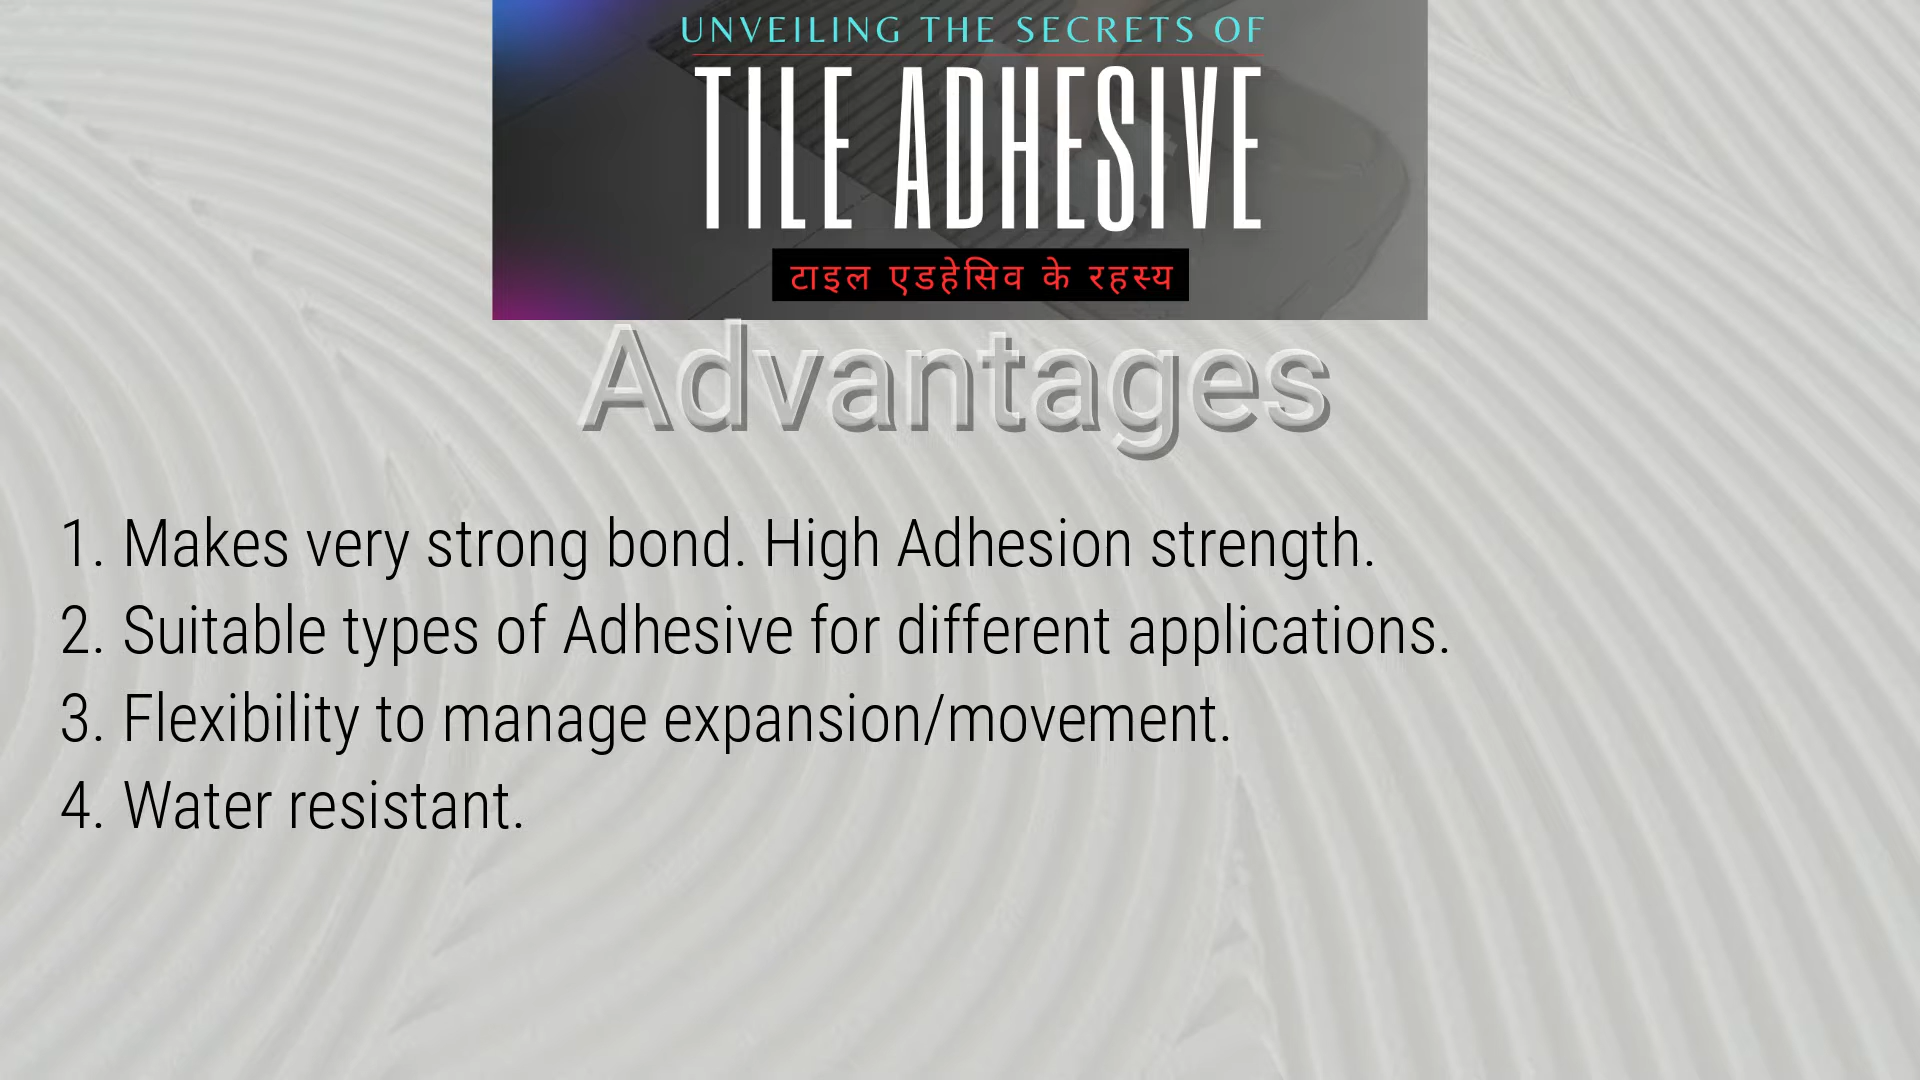 UNVEILING THE SECRETS OF
TILE ADHESIVE
टाइल एडहेसिव के रहस्य
Advantages
1. Makes very strong bond. High Adhesion strength.
2. Suitable types of Adhesive for different applications.
3. Flexibility to manage expansion/movement.
4. Water resistant.